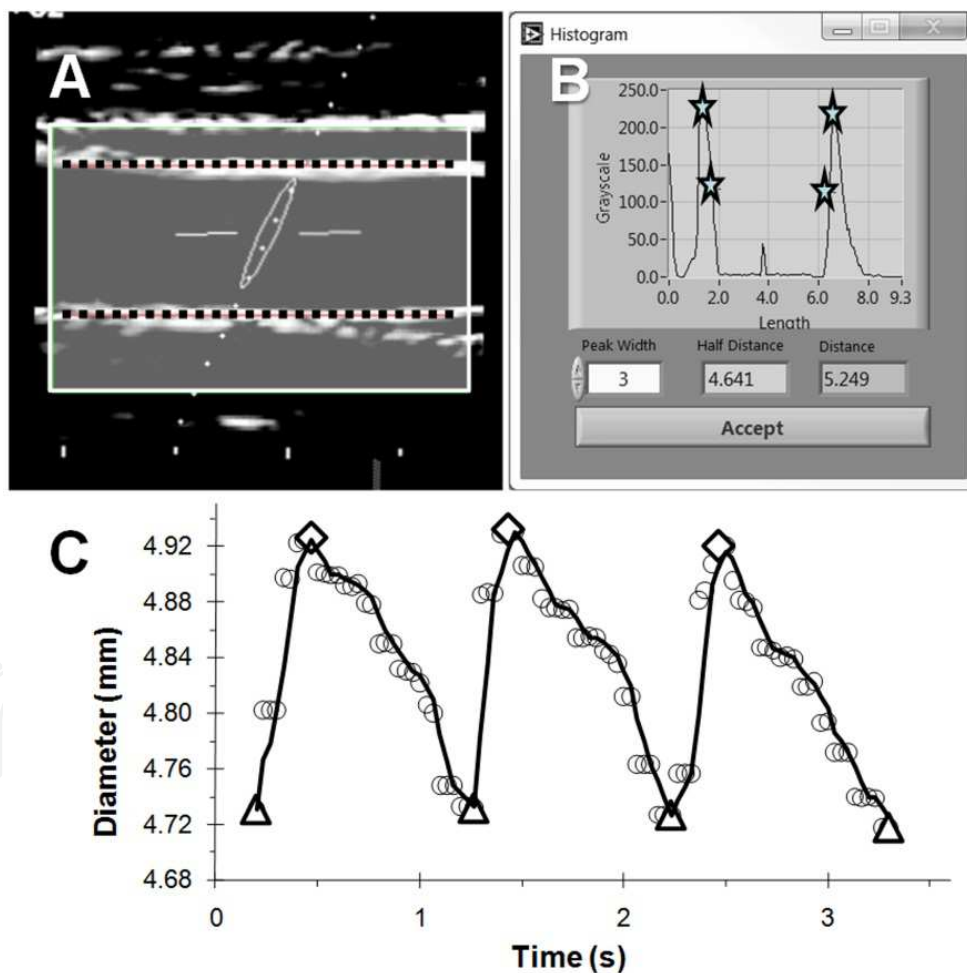 A
Histogram
B
250.0
200.0
150.0
100.0
50.0
0.0
Grayscale
0.0 2.0 4.0 6.0 8.0 9.3
Length
Peak Width Half Distance Distance
3 4.641 5.249
Accept
C
4.92
4.88
4.84
4.80
4.76
4.72
4.68
Diameter (mm)
0 1 2 3
Time (s)